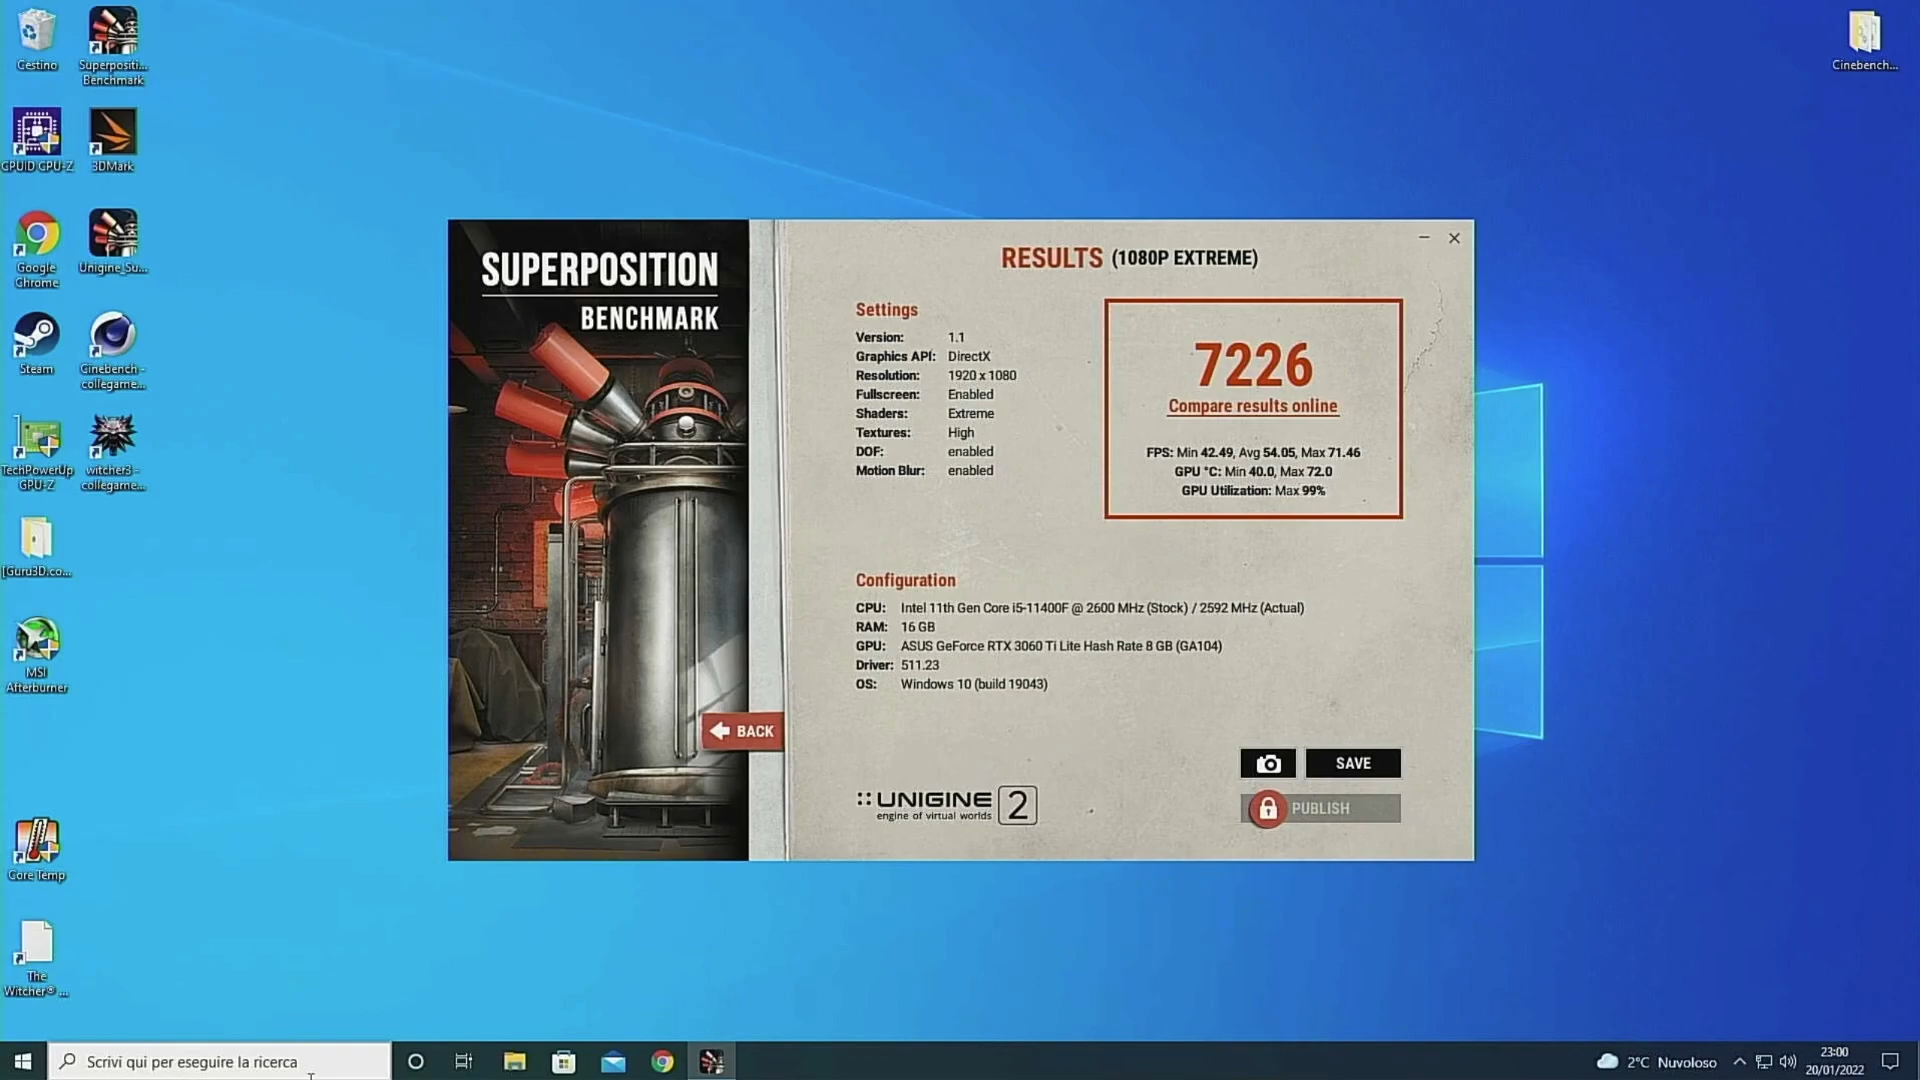 Cestino
Superpositi...
Benchmark
CPUID CPU-Z
3DMark
Google
Chrome
Unigine_Su...
Steam
Cinebench -
collegame...
TechPowerUp
GPU-Z
witcher3 -
collegame...
[Guru3D.co...
MSI
Afterburner
Core Temp
The
Witcher® ...
Cinebench...
SUPERPOSITION
BENCHMARK
BACK
RESULTS (1080P EXTREME)
Settings
Version: 1.1
Graphics API: DirectX
Resolution: 1920 x 1080
Fullscreen: Enabled
Shaders: Extreme
Textures: High
DOF: enabled
Motion Blur: enabled
7226
Compare results online
FPS: Min 42.49, Avg 54.05, Max 71.46
GPU °C: Min 40.0, Max 72.0
GPU Utilization: Max 99%
Configuration
CPU: Intel 11th Gen Core i5-11400F @ 2600 MHz (Stock) / 2592 MHz (Actual)
RAM: 16 GB
GPU: ASUS GeForce RTX 3060 Ti Lite Hash Rate 8 GB (GA104)
Driver: 511.23
OS: Windows 10 (build 19043)
SAVE
PUBLISH
UNIGINE 2
engine of virtual worlds
Scrivi qui per eseguire la ricerca
2°C Nuvoloso
23:00
20/01/2022